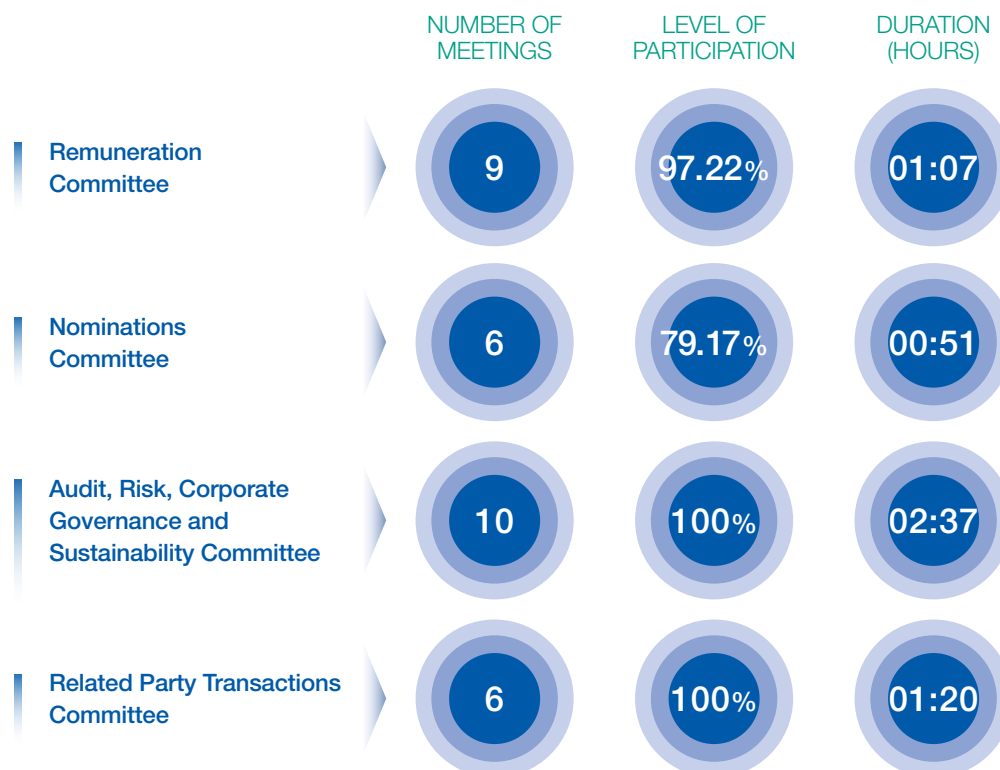 NUMBER OF
MEETINGS
LEVEL OF
PARTICIPATION
DURATION
(HOURS)
Remuneration
Committee
9
97.22%
01:07
Nominations
Committee
6
79.17%
00:51
Audit, Risk, Corporate
Governance and
Sustainability Committee
10
100%
02:37
Related Party Transactions
Committee
6
100%
01:20